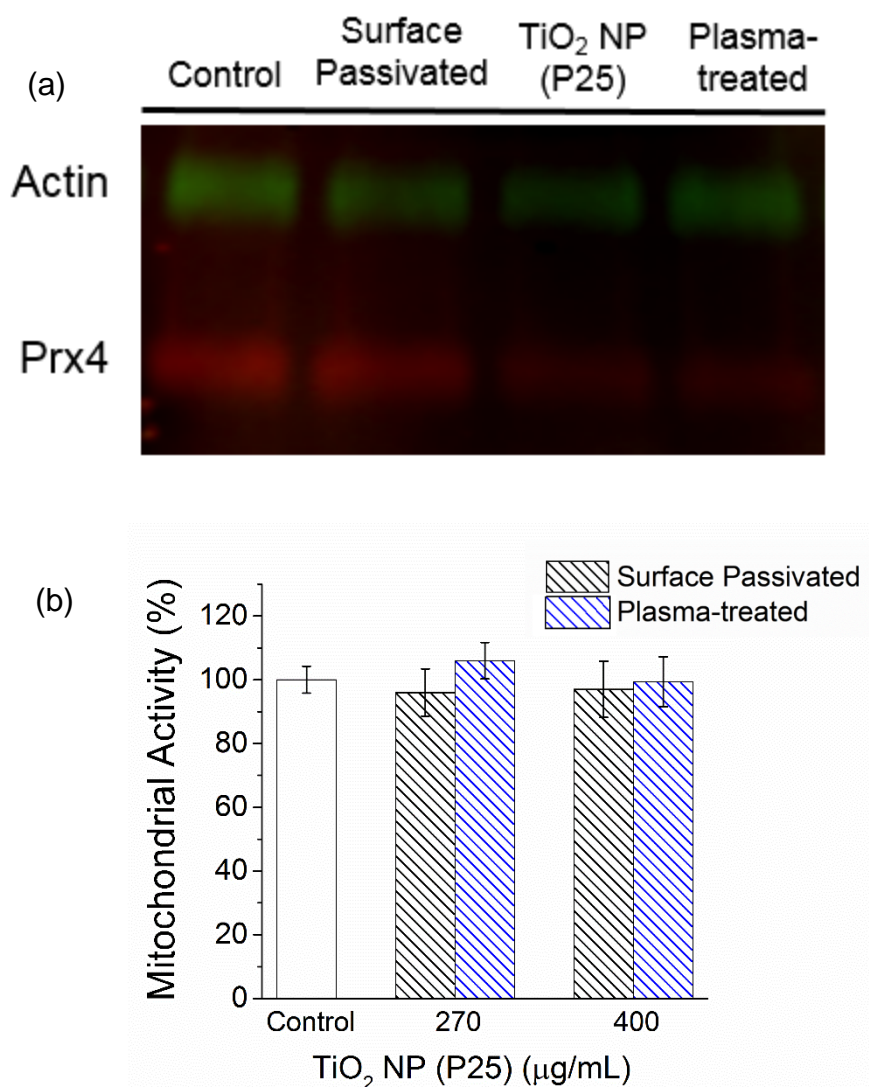 (a)
Control
Surface
Passivated
TiO₂ NP
(P25)
Plasma-
treated
Actin
Prx4
(b)
Surface Passivated
Plasma-treated
Mitochondrial Activity (%)
120
100
80
60
40
20
0
Control
270
400
TiO₂ NP (P25) (μg/mL)